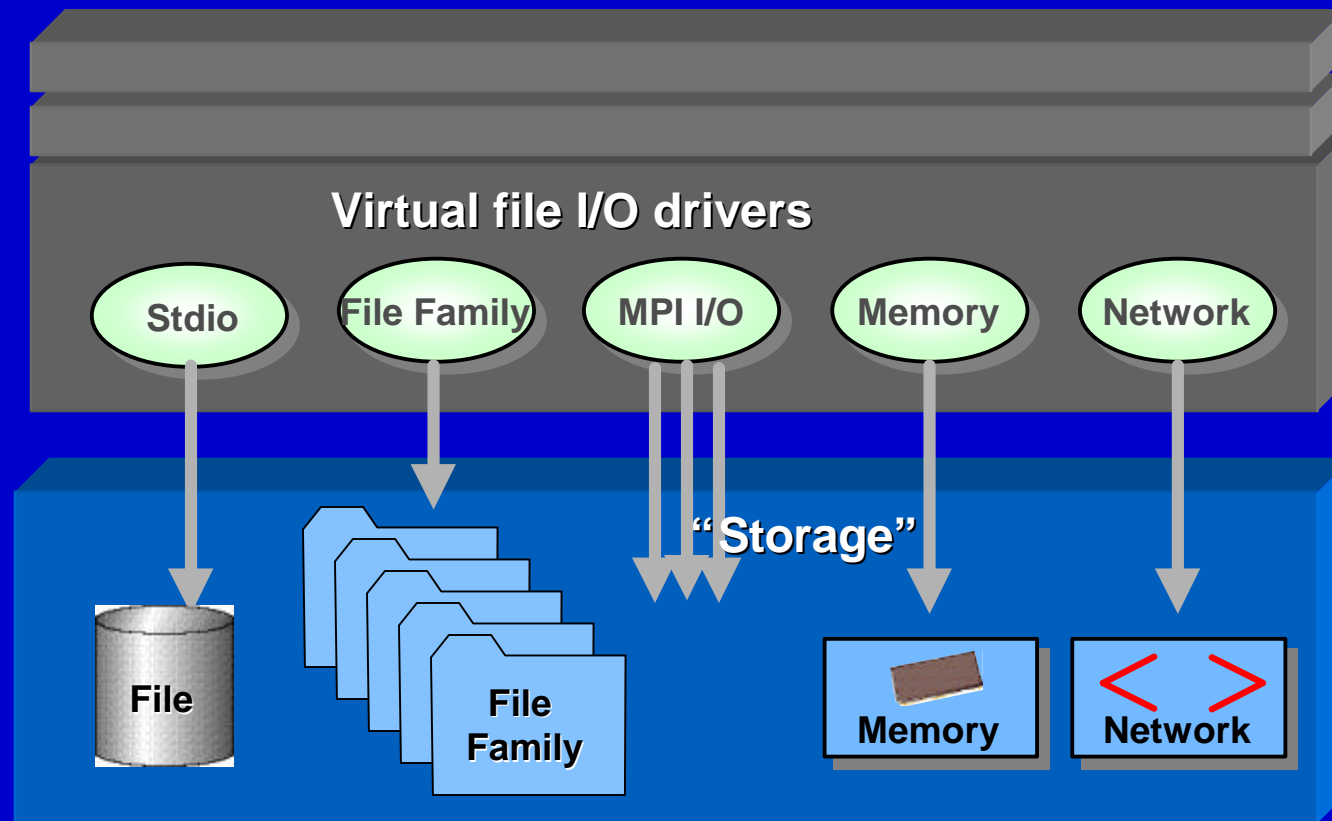 Virtual file I/O drivers
Stdio
File Family
MPI I/O
Memory
Network
“Storage”
File
File
Family
Memory
Network